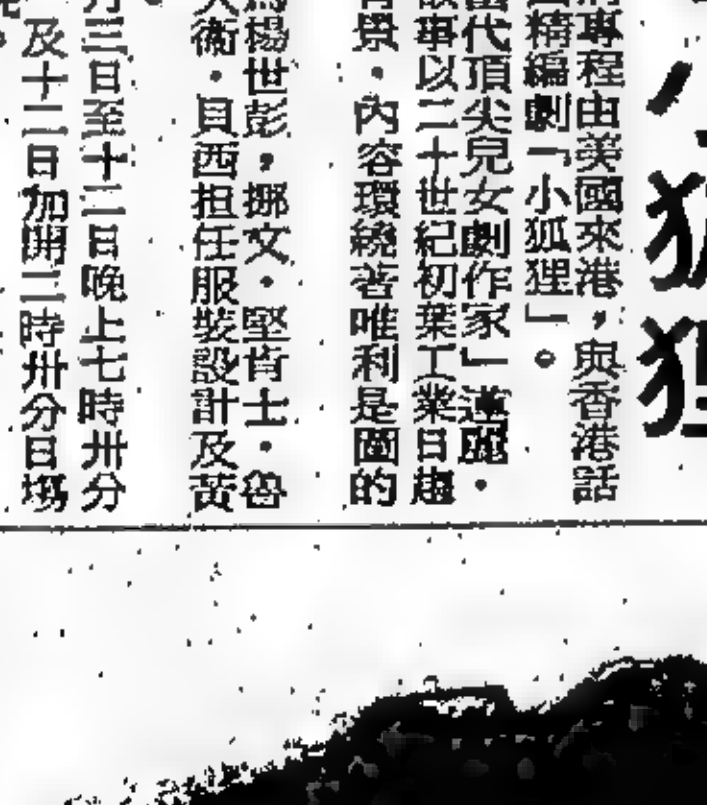 小狐狸
專程由美國來港，與香港話
精編劇「小狐狸」。
當代頂尖兒女劇作家」蓮麗·
故事以二十世紀初葉工業日趨
背景·內容環繞著唯利是圖的
楊世彭，挪文·堅肯士·魯
大衞·貝西担任服裝設計及黃
月三日至十二日晚上七時卅分
及十二日加開二時卅分日場